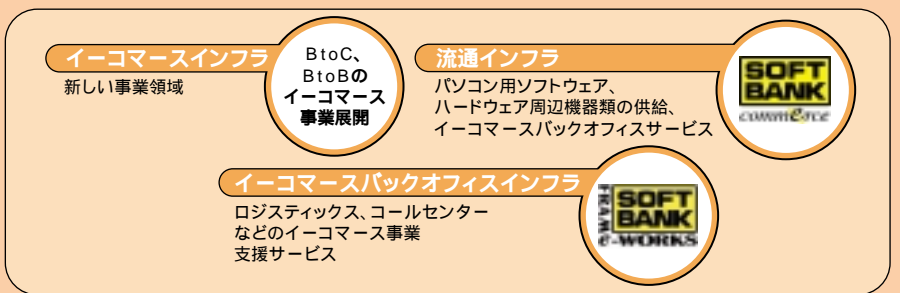 イーコマースインフラ
新しい事業領域
BtoC、
BtoBの
イーコマース
事業展開
流通インフラ
パソコン用ソフトウェア、
ハードウェア周辺機器類の供給、
イーコマースバックオフィスサービス
SOFT
BANK
commerce
イーコマースバックオフィスインフラ
ロジスティックス、コールセンター
などのイーコマース事業
支援サービス
FRAME
SOFT
BANK
e-WORKS